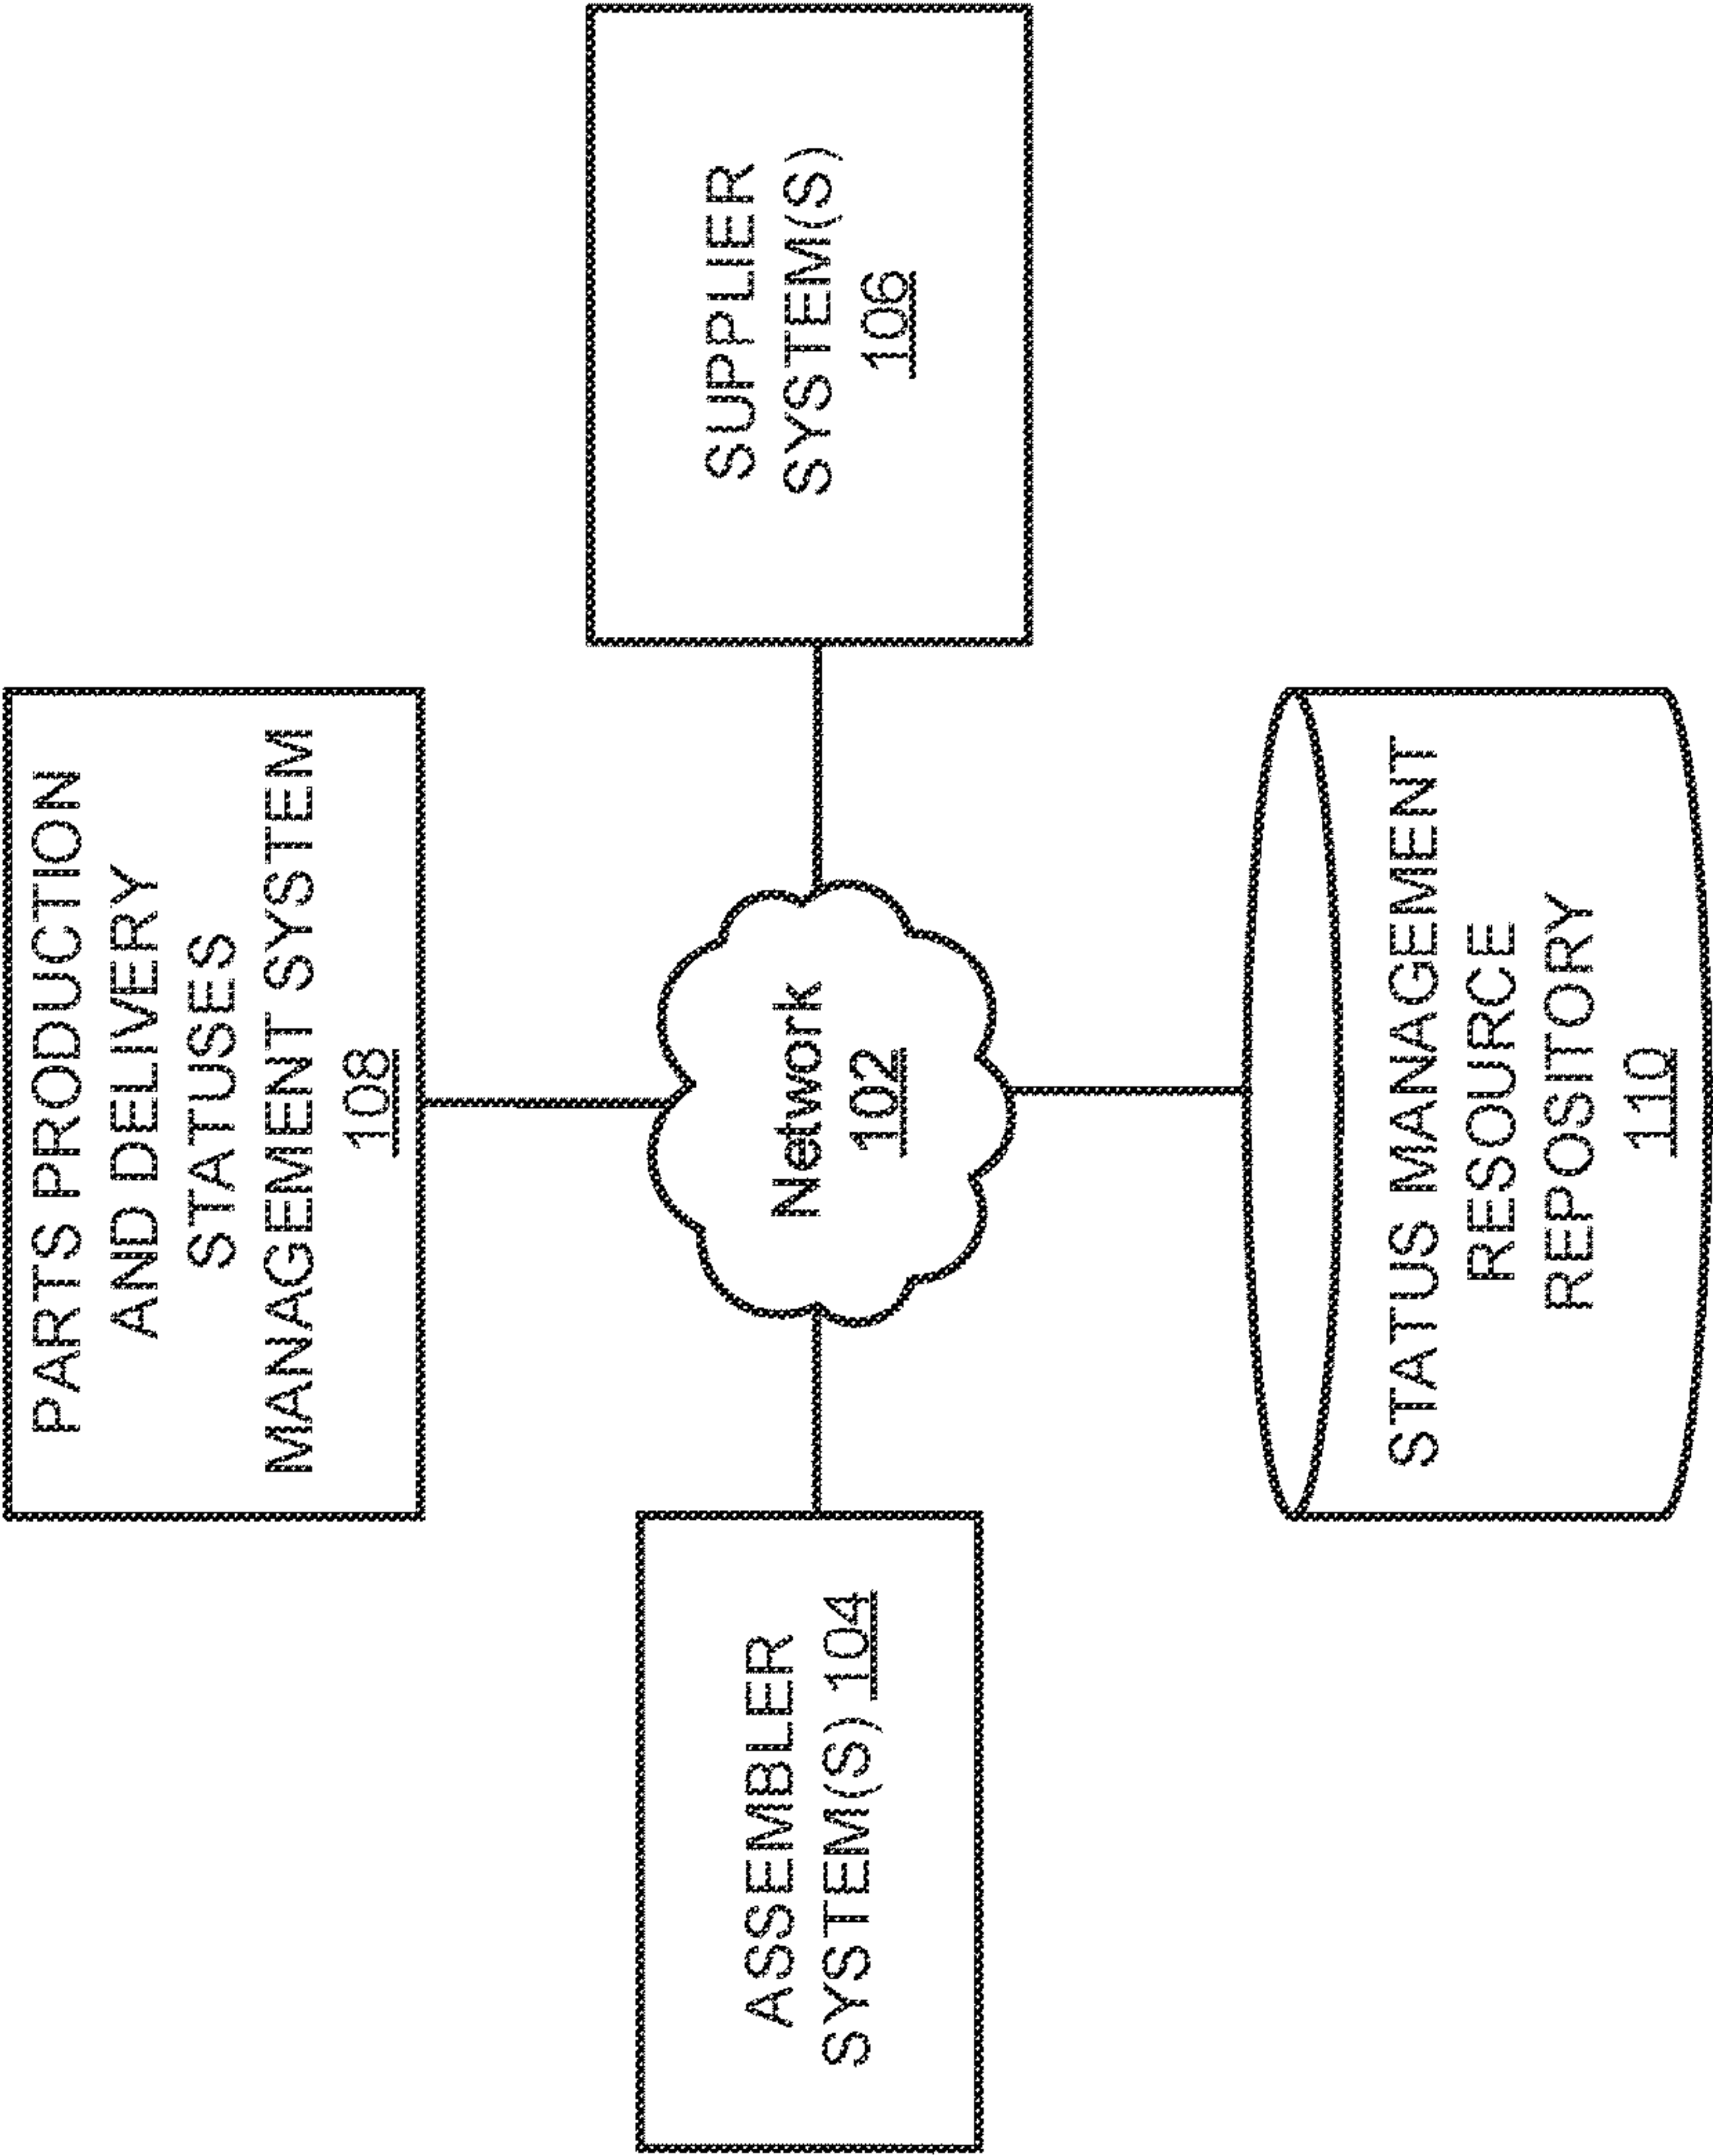 PARTS PRODUCTION
AND DELIVERY
STATUSES
MANAGEMENT SYSTEM
108
ASSEMBLER
SYSTEM(S) 104
Network
102
SUPPLIER
SYSTEM(S)
106
STATUS MANAGEMENT
RESOURCE
REPOSITORY
110